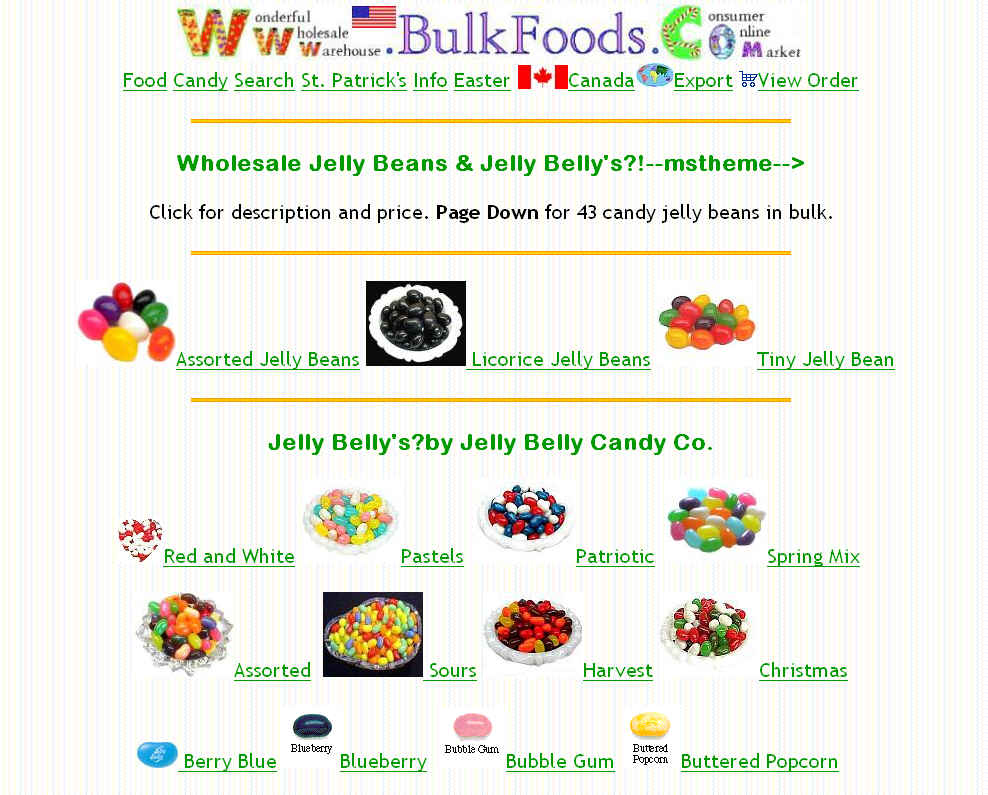 Wonderful Wholesale Warehouse.BulkFoods.Consumer Online Market
Food Candy Search St. Patrick's Info Easter Canada Export View Order
Wholesale Jelly Beans & Jelly Belly's?!--mstheme-->
Click for description and price. Page Down for 43 candy jelly beans in bulk.
Assorted Jelly Beans Licorice Jelly Beans Tiny Jelly Bean
Jelly Belly's?by Jelly Belly Candy Co.
Red and White Pastels Patriotic Spring Mix
Assorted Sours Harvest Christmas
Blueberry Bubble Gum Buttered Popcorn
Berry Blue Blueberry Bubble Gum Buttered Popcorn